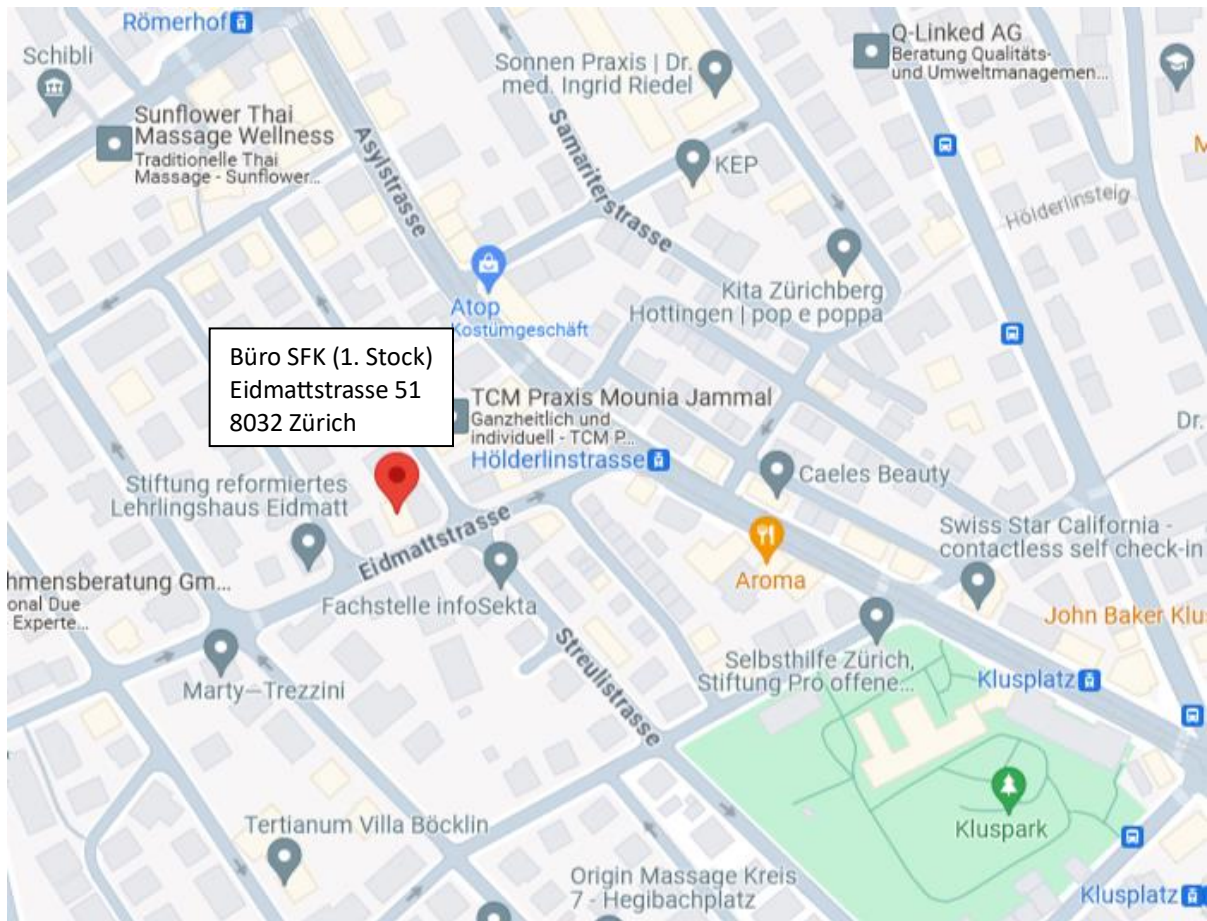 Römerhof
Schibli
Sonnen Praxis | Dr.
med. Ingrid Riedel
Q-Linked AG
Beratung Qualitäts-
und Umweltmanagemen...
Sunflower Thai
Massage Wellness
Traditionelle Thai
Massage - Sunflower...
Asylstrasse
Samariterstrasse
KEP
M
Hölderlinsteig
Atop
Kostümgeschäft
Kita Zürichberg
Hottingen | pop e poppa
Büro SFK (1. Stock)
Eidmattstrasse 51
8032 Zürich
TCM Praxis Mounia Jammal
Ganzheitlich und
individuell - TCM P...
Hölderlinstrasse
Dr.
Stiftung reformiertes
Lehrlingshaus Eidmatt
Caeles Beauty
Eidmattstrasse
Swiss Star California -
contactless self check-in
hmensberatung Gm...
onal Due
Experte...
Fachstelle infoSekta
Aroma
John Baker Klus
Streulistrasse
Marty–Trezzini
Selbsthilfe Zürich,
Stiftung Pro offene...
Klusplatz
Tertianum Villa Böcklin
Kluspark
Origin Massage Kreis
7 - Hegibachplatz
Klusplatz